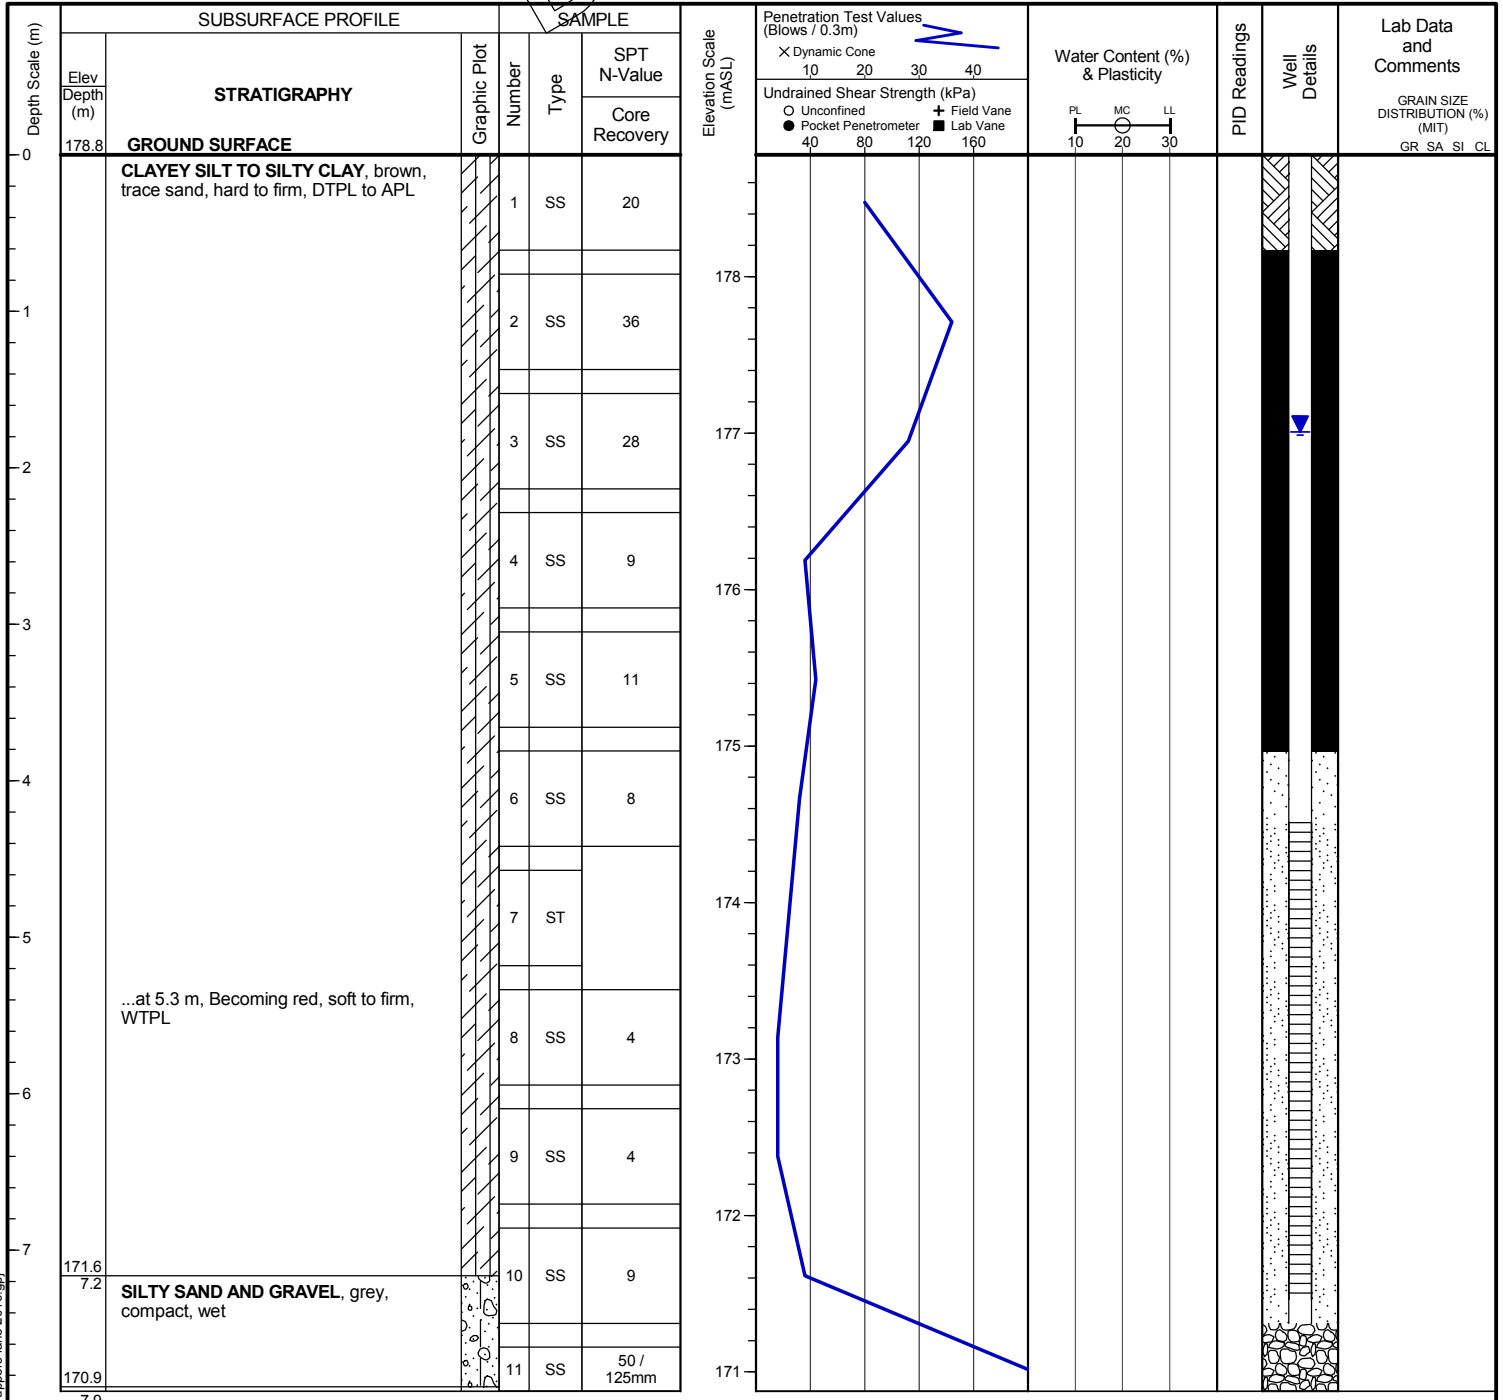 SUBSURFACE PROFILE
SAMPLE
Depth Scale (m)
Elev
Depth
(m)
STRATIGRAPHY
Graphic Plot
Number
Type
SPT
N-Value
Core
Recovery
Elevation Scale
(mASL)
Penetration Test Values
(Blows / 0.3m)
Dynamic Cone
10 20 30 40
Undrained Shear Strength (kPa)
Unconfined
Field Vane
Pocket Penetrometer
Lab Vane
40 80 120 160
Water Content (%)
& Plasticity
PL MC LL
10 20 30
PID Readings
Well
Details
Lab Data
and
Comments
GRAIN SIZE
DISTRIBUTION (%)
(MIT)
GR SA SI CL
178.8 GROUND SURFACE
0
CLAYEY SILT TO SILTY CLAY, brown,
trace sand, hard to firm, DTPL to APL
1 SS 20
178
1
2 SS 36
177
3 SS 28
2
4 SS 9
176
3
5 SS 11
175
4
6 SS 8
174
7 ST
5
...at 5.3 m, Becoming red, soft to firm,
WTPL
8 SS 4
173
6
9 SS 4
172
7
171.6
7.2
10 SS 9
SILTY SAND AND GRAVEL, grey,
compact, wet
11 SS 50 /
125mm
171
170.9
7.9